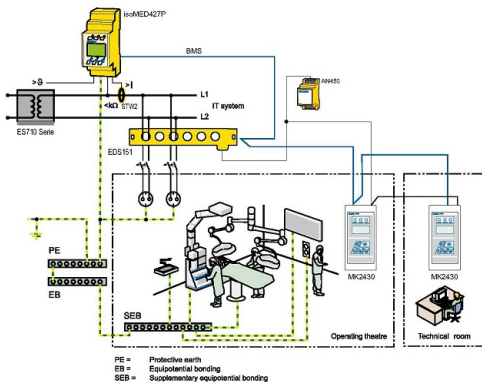 isoMED427P
BMS
>ϑ
>I
AN450
<kΩ
STW2
L1
IT system
L2
ES710 Serie
EDS151
PE
EB
MK2430
MK2430
SEB
Operating theatre
Technical room
PE = Protective earth
EB = Equipotential bonding
SEB = Supplementary equipotential bonding